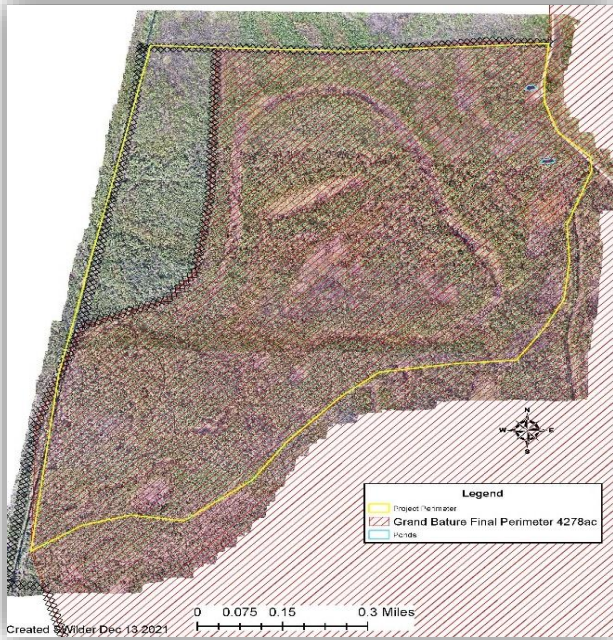 N
W E
S
Legend
Project Perimeter
Grand Bature Final Perimeter 4278ac
Ponds
0 0.075 0.15 0.3 Miles
Created SWilder Dec 13 2021